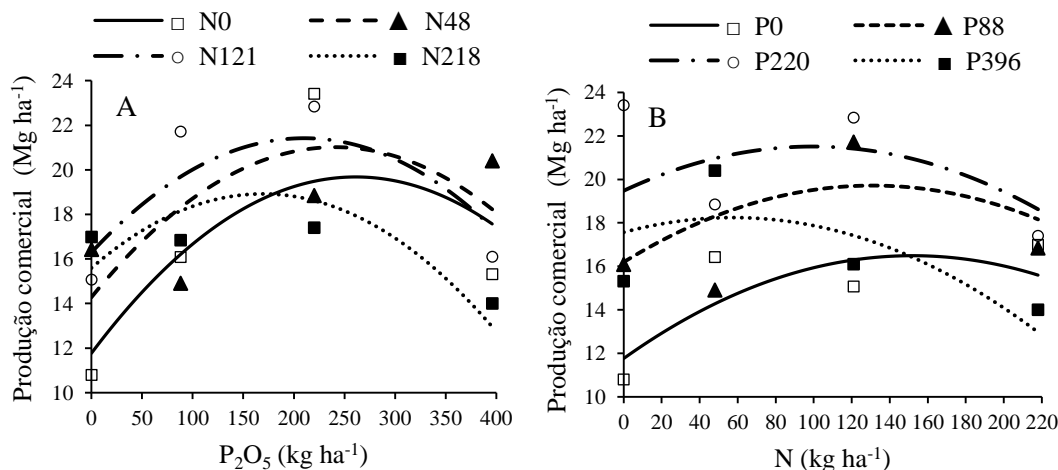 N0 N48
N121 N218
P0 P88
P220 P396
Produção comercial (Mg ha-1)
24
22
20
18
16
14
12
10
A
0 50 100 150 200 250 300 350 400
P2O5 (kg ha-1)
Produção comercial (Mg ha-1)
24
22
20
18
16
14
12
10
B
0 20 40 60 80 100 120 140 160 180 200 220
N (kg ha-1)